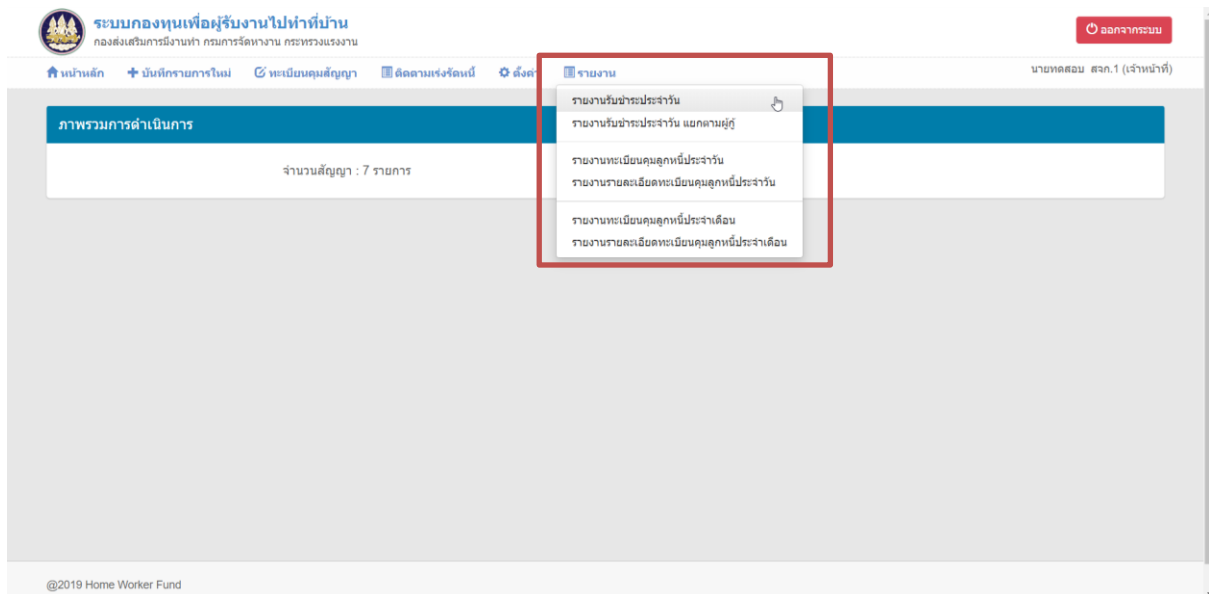 ระบบกองทุนเพื่อผู้รับงานไปทำที่บ้าน
กองส่งเสริมการมีงานทำ กรมการจัดหางาน กระทรวงแรงงาน
ออกจากระบบ
หน้าหลัก บันทึกรายการใหม่ ทะเบียนคุมสัญญา ติดตามเร่งรัดหนี้ ตั้งค่า รายงาน นายทดสอบ สจก.1 (เจ้าหน้าที่)
รายงานรับชำระประจำวัน
ภาพรวมการดำเนินการ รายงานรับชำระประจำวัน แยกตามผู้กู้
รายงานทะเบียนคุมลูกหนี้ประจำวัน
จำนวนสัญญา : 7 รายการ
รายงานรายละเอียดทะเบียนคุมลูกหนี้ประจำวัน
รายงานทะเบียนคุมลูกหนี้ประจำเดือน
รายงานรายละเอียดทะเบียนคุมลูกหนี้ประจำเดือน
@2019 Home Worker Fund